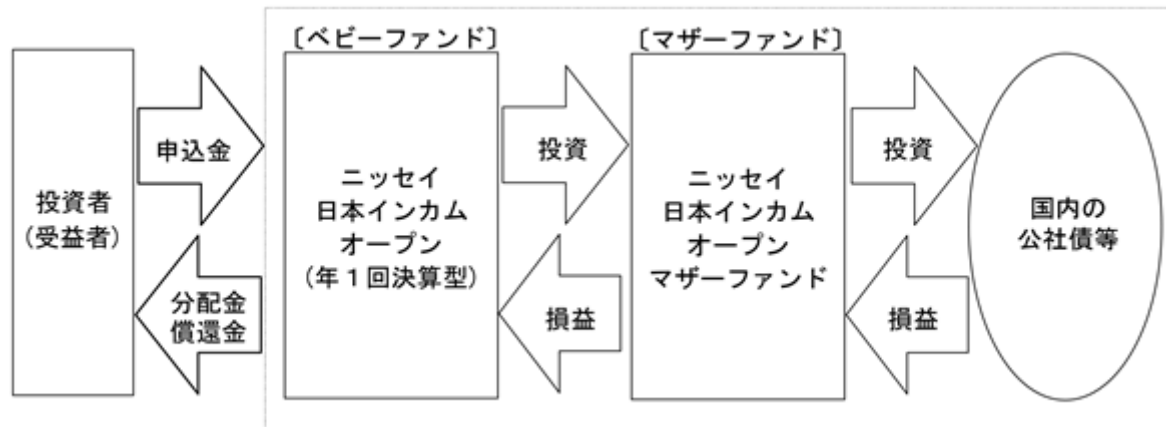 〔ベビーファンド〕
〔マザーファンド〕
投資者
（受益者）
申込金
分配金
償還金
ニッセイ
日本インカム
オープン
（年１回決算型）
投資
損益
ニッセイ
日本インカム
オープン
マザーファンド
投資
損益
国内の
公社債等